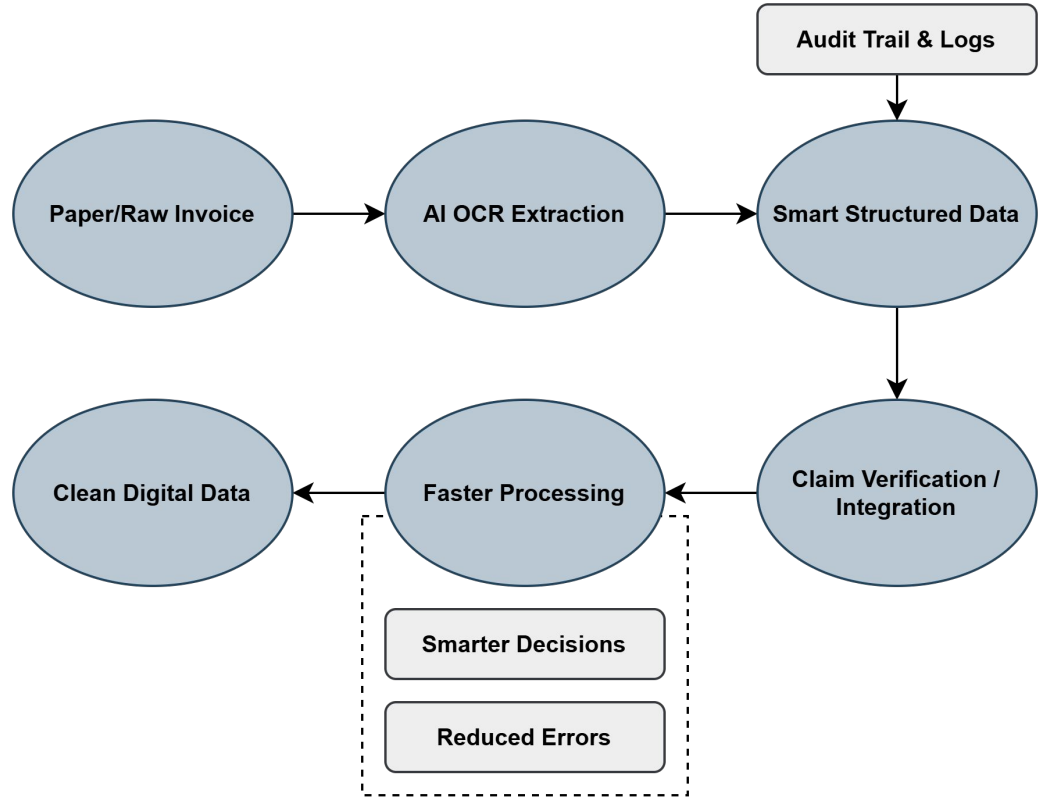 Audit Trail & Logs
Paper/Raw Invoice
AI OCR Extraction
Smart Structured Data
Clean Digital Data
Faster Processing
Claim Verification /
Integration
Smarter Decisions
Reduced Errors